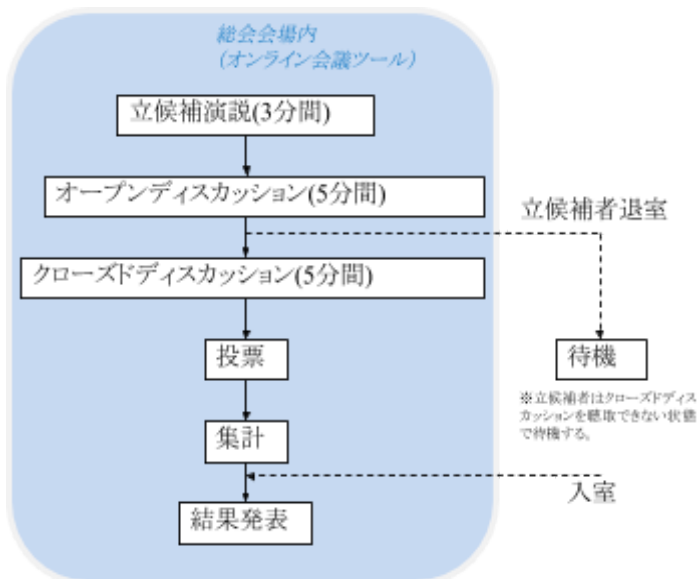 総会会場内
(オンライン会議ツール)
立候補演説(3分間)
オープンディスカッション(5分間)
立候補者退室
クローズドディスカッション(5分間)
投票
待機
※立候補者はクローズドディス
カッションを聴取できない状態
で待機する。
集計
入室
結果発表